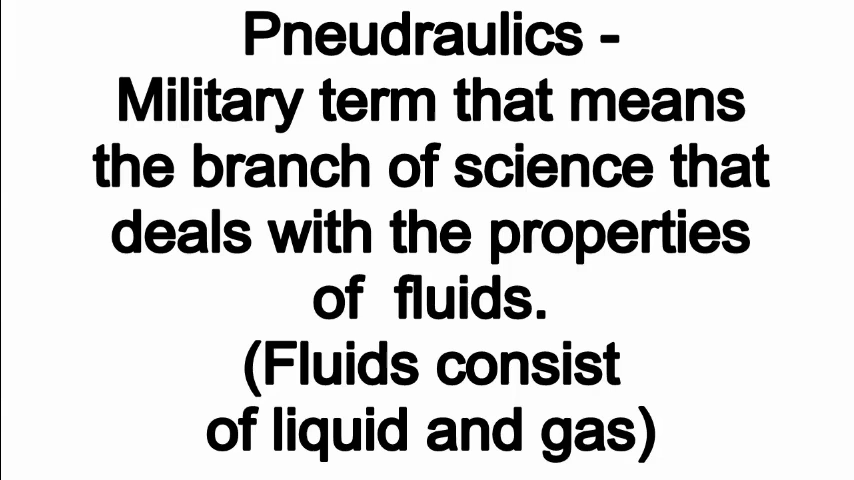 Pneudraulics -
Military term that means
the branch of science that
deals with the properties
of  fluids.
(Fluids consist
of liquid and gas)